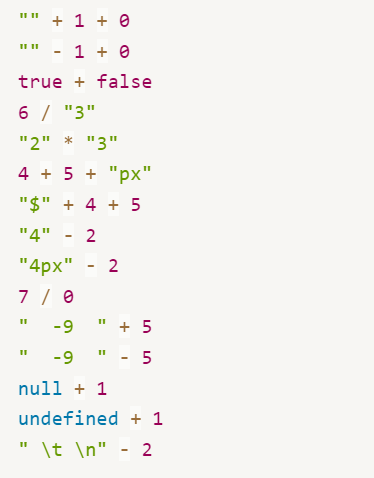 "" + 1 + 0
"" - 1 + 0
true + false
6 / "3"
"2" * "3"
4 + 5 + "px"
"$" + 4 + 5
"4" - 2
"4px" - 2
7 / 0
"  -9  " + 5
"  -9  " - 5
null + 1
undefined + 1
" \t \n" - 2